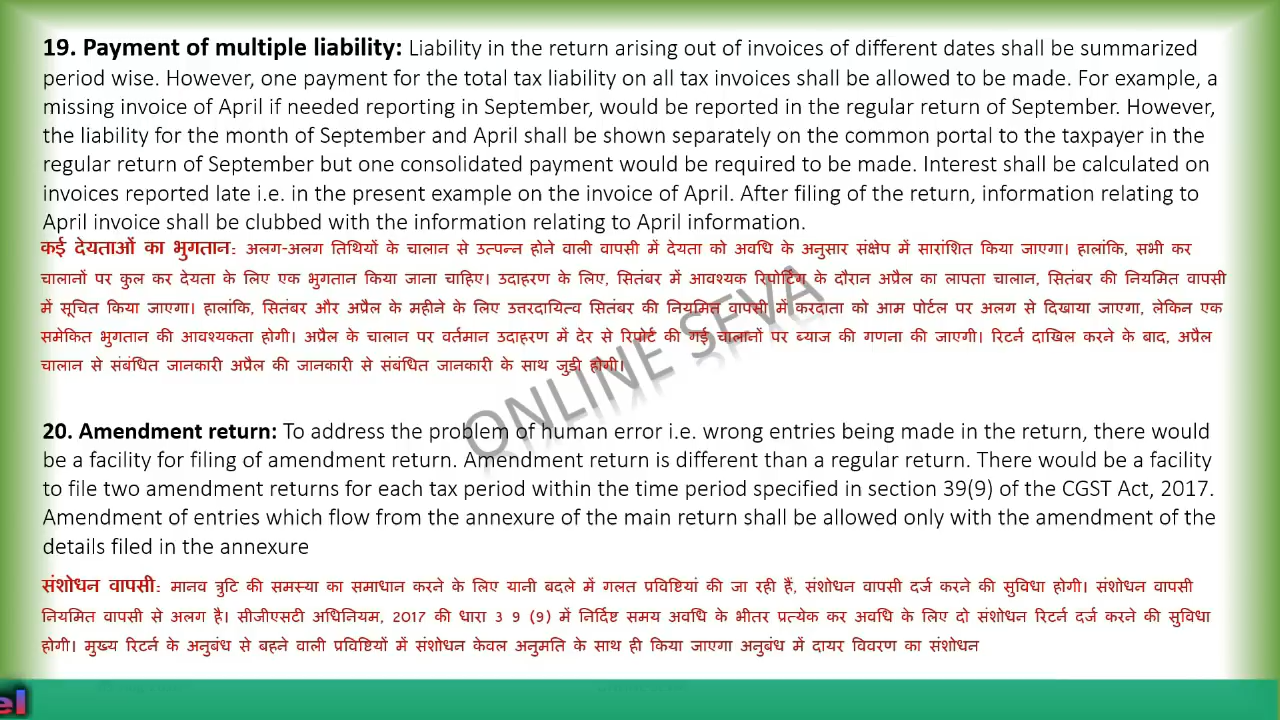 19. Payment of multiple liability: Liability in the return arising out of invoices of different dates shall be summarized
period wise. However, one payment for the total tax liability on all tax invoices shall be allowed to be made. For example, a
missing invoice of April if needed reporting in September, would be reported in the regular return of September. However,
the liability for the month of September and April shall be shown separately on the common portal to the taxpayer in the
regular return of September but one consolidated payment would be required to be made. Interest shall be calculated on
invoices reported late i.e. in the present example on the invoice of April. After filing of the return, information relating to
April invoice shall be clubbed with the information relating to April information.
कई देयताओं का भुगतान: अलग-अलग तिथियों के चालान से उत्पन्न होने वाली वापसी में देयता को अवधि के अनुसार संक्षेप में सारांशित किया जाएगा। हालांकि, सभी कर
चालानों पर कुल कर देयता के लिए एक भुगतान किया जाना चाहिए। उदाहरण के लिए, सितंबर में आवश्यक रिपोर्टिंग के दौरान अप्रैल का लापता चालान, सितंबर की नियमित वापसी
में सूचित किया जाएगा। हालांकि, सितंबर और अप्रैल के महीने के लिए उत्तरदायित्व सितंबर की नियमित वापसी में करदाता को आम पोर्टल पर अलग से दिखाया जाएगा, लेकिन एक
समेकित भुगतान की आवश्यकता होगी। अप्रैल के चालान पर वर्तमान उदाहरण में देर से रिपोर्ट की गई चालानों पर ब्याज की गणना की जाएगी। रिटर्न दाखिल करने के बाद, अप्रैल
चालान से संबंधित जानकारी अप्रैल की जानकारी से संबंधित जानकारी के साथ जुड़ी होगी।
ONLINE SEVA
20. Amendment return: To address the problem of human error i.e. wrong entries being made in the return, there would
be a facility for filing of amendment return. Amendment return is different than a regular return. There would be a facility
to file two amendment returns for each tax period within the time period specified in section 39(9) of the CGST Act, 2017.
Amendment of entries which flow from the annexure of the main return shall be allowed only with the amendment of the
details filed in the annexure
संशोधन वापसी: मानव त्रुटि की समस्या का समाधान करने के लिए यानी बदले में गलत प्रविष्टियां की जा रही हैं, संशोधन वापसी दर्ज करने की सुविधा होगी। संशोधन वापसी
नियमित वापसी से अलग है। सीजीएसटी अधिनियम, 2017 की धारा 3 9 (9) में निर्दिष्ट समय अवधि के भीतर प्रत्येक कर अवधि के लिए दो संशोधन रिटर्न दर्ज करने की सुविधा
होगी। मुख्य रिटर्न के अनुबंध से बहने वाली प्रविष्टियों में संशोधन केवल अनुमति के साथ ही किया जाएगा अनुबंध में दायर विवरण का संशोधन
el